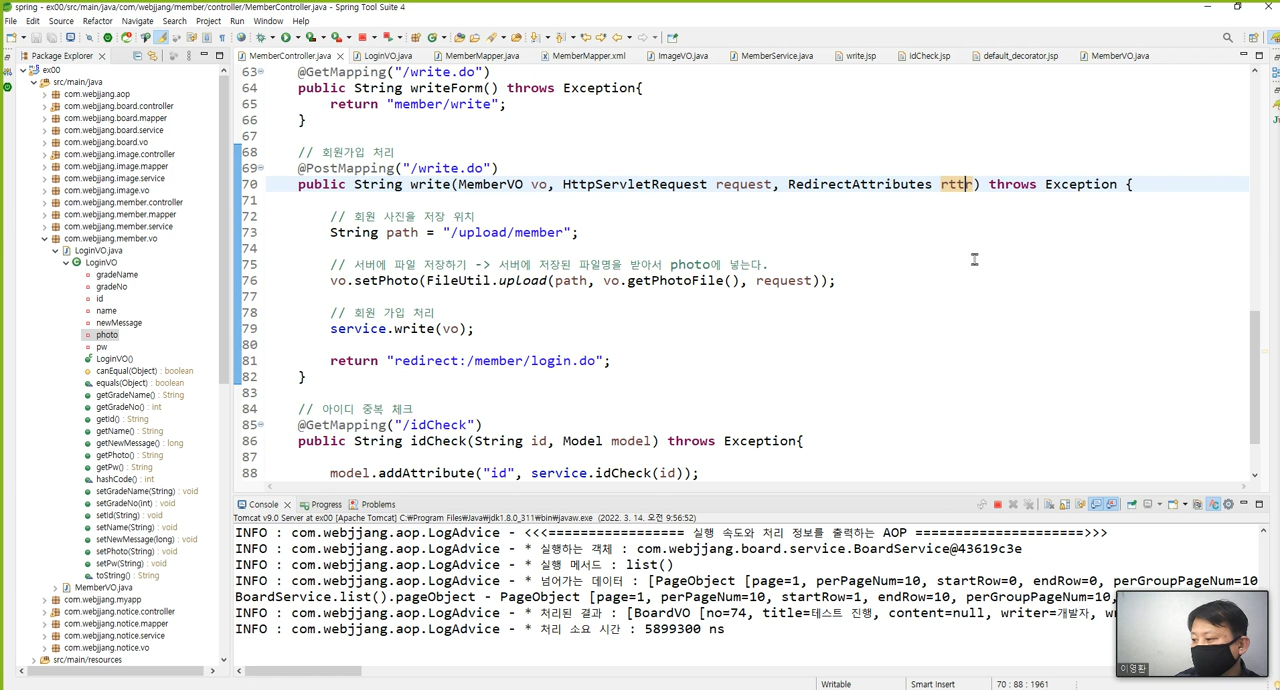 spring - ex00/src/main/java/com/webjjang/member/controller/MemberController.java - Spring Tool Suite 4
File Edit Source Refactor Navigate Search Project Run Window Help
Package Explorer
ex00
src/main/java
com.webjjang.aop
com.webjjang.board.controller
com.webjjang.board.mapper
com.webjjang.board.service
com.webjjang.board.vo
com.webjjang.image.controller
com.webjjang.image.mapper
com.webjjang.image.service
com.webjjang.image.vo
com.webjjang.member.controller
com.webjjang.member.mapper
com.webjjang.member.service
com.webjjang.member.vo
LoginVO.java
LoginVO
gradeName
gradeNo
id
name
newMessage
photo
pw
LoginVO()
canEqual(Object) : boolean
equals(Object) : boolean
getGradeName() : String
getGradeNo() : int
getId() : String
getName() : String
getNewMessage() : long
getPhoto() : String
getPw() : String
hashCode() : int
setGradeName(String) : void
setGradeNo(int) : void
setId(String) : void
setName(String) : void
setNewMessage(long) : void
setPhoto(String) : void
setPw(String) : void
toString() : String
MemberVO.java
com.webjjang.myapp
com.webjjang.notice.controller
com.webjjang.notice.mapper
com.webjjang.notice.service
com.webjjang.notice.vo
src/main/resources
MemberController.java LoginVO.java MemberMapper.java MemberMapper.xml ImageVO.java MemberService.java write.jsp idCheck.jsp default_decorator.jsp MemberVO.java
63 @GetMapping("/write.do")
64 public String writeForm() throws Exception{
65 return "member/write";
66 }
67
68 // 회원가입 처리
69 @PostMapping("/write.do")
70 public String write(MemberVO vo, HttpServletRequest request, RedirectAttributes rttr) throws Exception {
71
72 // 회원 사진을 저장 위치
73 String path = "/upload/member";
74
75 // 서버에 파일 저장하기 -> 서버에 저장된 파일명을 받아서 photo에 넣는다.
76 vo.setPhoto(FileUtil.upload(path, vo.getPhotoFile(), request));
77
78 // 회원 가입 처리
79 service.write(vo);
80
81 return "redirect:/member/login.do";
82 }
83
84 // 아이디 중복 체크
85 @GetMapping("/idCheck")
86 public String idCheck(String id, Model model) throws Exception{
87
88 model.addAttribute("id", service.idCheck(id));
Console Progress Problems
Tomcat v9.0 Server at ex00 [Apache Tomcat] C:￦Program Files￦Java￦jdk1.8.0_311￦bin￦javaw.exe (2022. 3. 14. 오전 9:56:52)
INFO : com.webjjang.aop.LogAdvice - <<<================= 실행 속도와 처리 정보를 출력하는 AOP =====================>>>
INFO : com.webjjang.aop.LogAdvice - * 실행하는 객체 : com.webjjang.board.service.BoardService@43619c3e
INFO : com.webjjang.aop.LogAdvice - * 실행 메서드 : list()
INFO : com.webjjang.aop.LogAdvice - * 넘어가는 데이터 : [PageObject [page=1, perPageNum=10, startRow=0, endRow=0, perGroupPageNum=10
BoardService.list().pageObject - PageObject [page=1, perPageNum=10, startRow=1, endRow=10, perGroupPageNum=10,
INFO : com.webjjang.aop.LogAdvice - * 처리된 결과 : [BoardVO [no=74, title=테스트 진행, content=null, writer=개발자, w
INFO : com.webjjang.aop.LogAdvice - * 처리 소요 시간 : 5899300 ns
이영환
Writable Smart Insert 70 : 88 : 1961